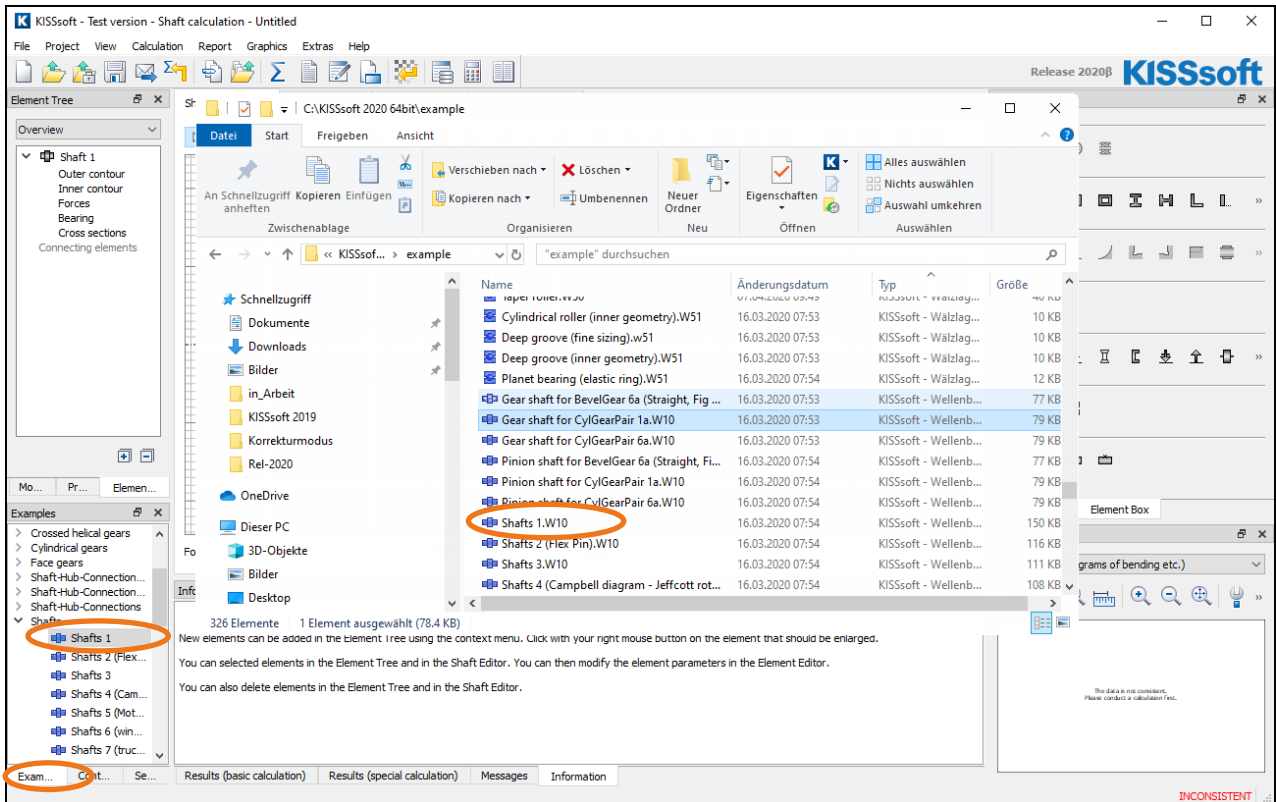 KISSsoft - Test version - Shaft calculation - Untitled
File Project View Calculation Report Graphics Extras Help
Release 2020β KISSsoft
Element Tree
Overview
Shaft 1
Outer contour
Inner contour
Forces
Bearing
Cross sections
Connecting elements
Mo... Pr... Elemen...
Examples
Crossed helical gears
Cylindrical gears
Face gears
Shaft-Hub-Connection...
Shaft-Hub-Connection...
Shaft-Hub-Connections
Shafts
Shafts 1
Shafts 2 (Flex...
Shafts 3
Shafts 4 (Cam...
Shafts 5 (Mot...
Shafts 6 (win...
Shafts 7 (truc...
Exam... Cont... Se...
C:\KISSsoft 2020 64bit\example
Datei Start Freigeben Ansicht
An Schnellzugriff anheften Kopieren Einfügen
Verschieben nach Löschen
Kopieren nach Umbenennen
Neuer Ordner
Eigenschaften
Alles auswählen
Nichts auswählen
Auswahl umkehren
Zwischenablage Organisieren Neu Öffnen Auswählen
« KISSsof... > example "example" durchsuchen
Schnellzugriff
Dokumente
Downloads
Bilder
in_Arbeit
KISSsoft 2019
Korrekturmodus
Rel-2020
OneDrive
Dieser PC
3D-Objekte
Bilder
Desktop
Name Änderungsdatum Typ Größe
Taper roller.W50 07.04.2020 09:49 KISSsoft - Wälzlag... 40 KB
Cylindrical roller (inner geometry).W51 16.03.2020 07:53 KISSsoft - Wälzlag... 10 KB
Deep groove (fine sizing).w51 16.03.2020 07:53 KISSsoft - Wälzlag... 10 KB
Deep groove (inner geometry).W51 16.03.2020 07:53 KISSsoft - Wälzlag... 10 KB
Planet bearing (elastic ring).W51 16.03.2020 07:54 KISSsoft - Wälzlag... 12 KB
Gear shaft for BevelGear 6a (Straight, Fig ... 16.03.2020 07:53 KISSsoft - Wellenb... 77 KB
Gear shaft for CylGearPair 1a.W10 16.03.2020 07:53 KISSsoft - Wellenb... 79 KB
Gear shaft for CylGearPair 6a.W10 16.03.2020 07:53 KISSsoft - Wellenb... 79 KB
Pinion shaft for BevelGear 6a (Straight, Fi... 16.03.2020 07:54 KISSsoft - Wellenb... 77 KB
Pinion shaft for CylGearPair 1a.W10 16.03.2020 07:54 KISSsoft - Wellenb... 79 KB
Pinion shaft for CylGearPair 6a.W10 16.03.2020 07:54 KISSsoft - Wellenb... 79 KB
Shafts 1.W10 16.03.2020 07:54 KISSsoft - Wellenb... 150 KB
Shafts 2 (Flex Pin).W10 16.03.2020 07:54 KISSsoft - Wellenb... 116 KB
Shafts 3.W10 16.03.2020 07:54 KISSsoft - Wellenb... 111 KB
Shafts 4 (Campbell diagram - Jeffcott rot... 16.03.2020 07:54 KISSsoft - Wellenb... 108 KB
326 Elemente 1 Element ausgewählt (78.4 KB)
Sh
Fo
Info
New elements can be added in the Element Tree using the context menu. Click with your right mouse button on the element that should be enlarged.
You can selected elements in the Element Tree and in the Shaft Editor. You can then modify the element parameters in the Element Editor.
You can also delete elements in the Element Tree and in the Shaft Editor.
Results (basic calculation) Results (special calculation) Messages Information
Element Box
grams of bending etc.)
The data is not consistent.
Please conduct a calculation first.
INCONSISTENT